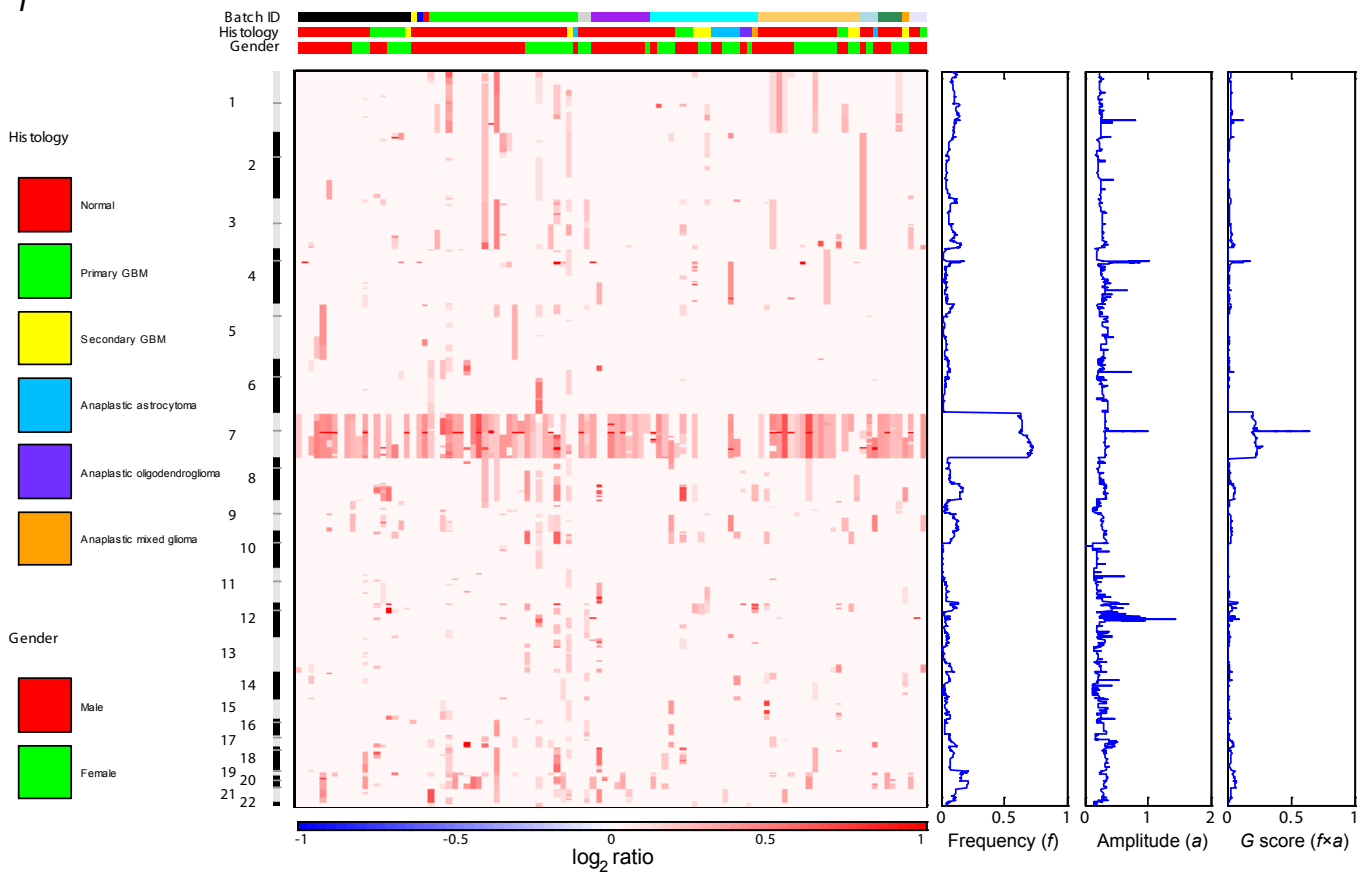 Batch ID
Histology
Gender
Histology
Normal
Primary GBM
Secondary GBM
Anaplastic astrocytoma
Anaplastic oligodendroglioma
Anaplastic mixed glioma
Gender
Male
Female
1
2
3
4
5
6
7
8
9
10
11
12
13
14
15
16
17
18
19
20
21
22
-1 -0.5 0 0.5 1
log2 ratio
0 0.5 1
Frequency (f)
0 1 2
Amplitude (a)
0 0.5 1
G score (f×a)